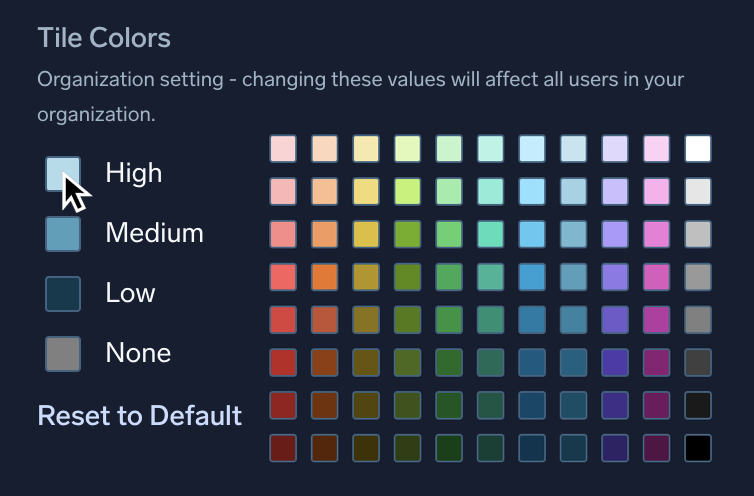 Tile Colors
Organization setting - changing these values will affect all users in your
organization.
High
Medium
Low
None
Reset to Default